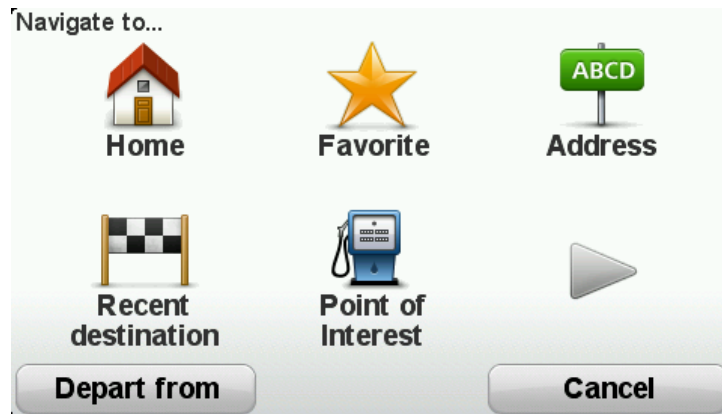 Navigate to...
ABCD
Home
Favorite
Address
Recent
destination
Point of
Interest
Depart from
Cancel